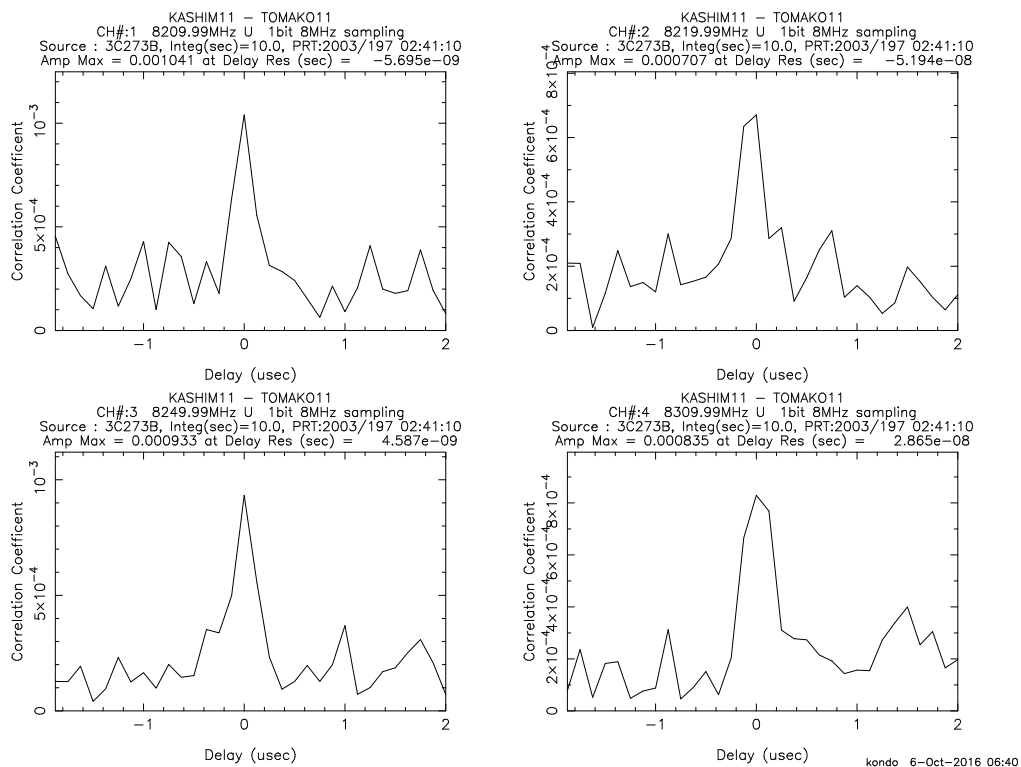 KASHIM11 – TOMAKO11
CH#:1 8209.99MHz U 1bit 8MHz sampling
Source : 3C273B, Integ(sec)=10.0, PRT:2003/197 02:41:10
Amp Max = 0.001041 at Delay Res (sec) = −5.695e−09
Correlation Coefficent
10−3
5×10−4
0
−1 0 1 2
Delay (usec)
KASHIM11 – TOMAKO11
CH#:2 8219.99MHz U 1bit 8MHz sampling
Source : 3C273B, Integ(sec)=10.0, PRT:2003/197 02:41:10
Amp Max = 0.000707 at Delay Res (sec) = −5.194e−08
Correlation Coefficent
8×10−4
6×10−4
4×10−4
2×10−4
0
−1 0 1 2
Delay (usec)
KASHIM11 – TOMAKO11
CH#:3 8249.99MHz U 1bit 8MHz sampling
Source : 3C273B, Integ(sec)=10.0, PRT:2003/197 02:41:10
Amp Max = 0.000933 at Delay Res (sec) = 4.587e−09
Correlation Coefficent
10−3
5×10−4
0
−1 0 1 2
Delay (usec)
KASHIM11 – TOMAKO11
CH#:4 8309.99MHz U 1bit 8MHz sampling
Source : 3C273B, Integ(sec)=10.0, PRT:2003/197 02:41:10
Amp Max = 0.000835 at Delay Res (sec) = 2.865e−08
Correlation Coefficent
8×10−4
6×10−4
4×10−4
2×10−4
0
−1 0 1 2
Delay (usec)
kondo 6−Oct−2016 06:40